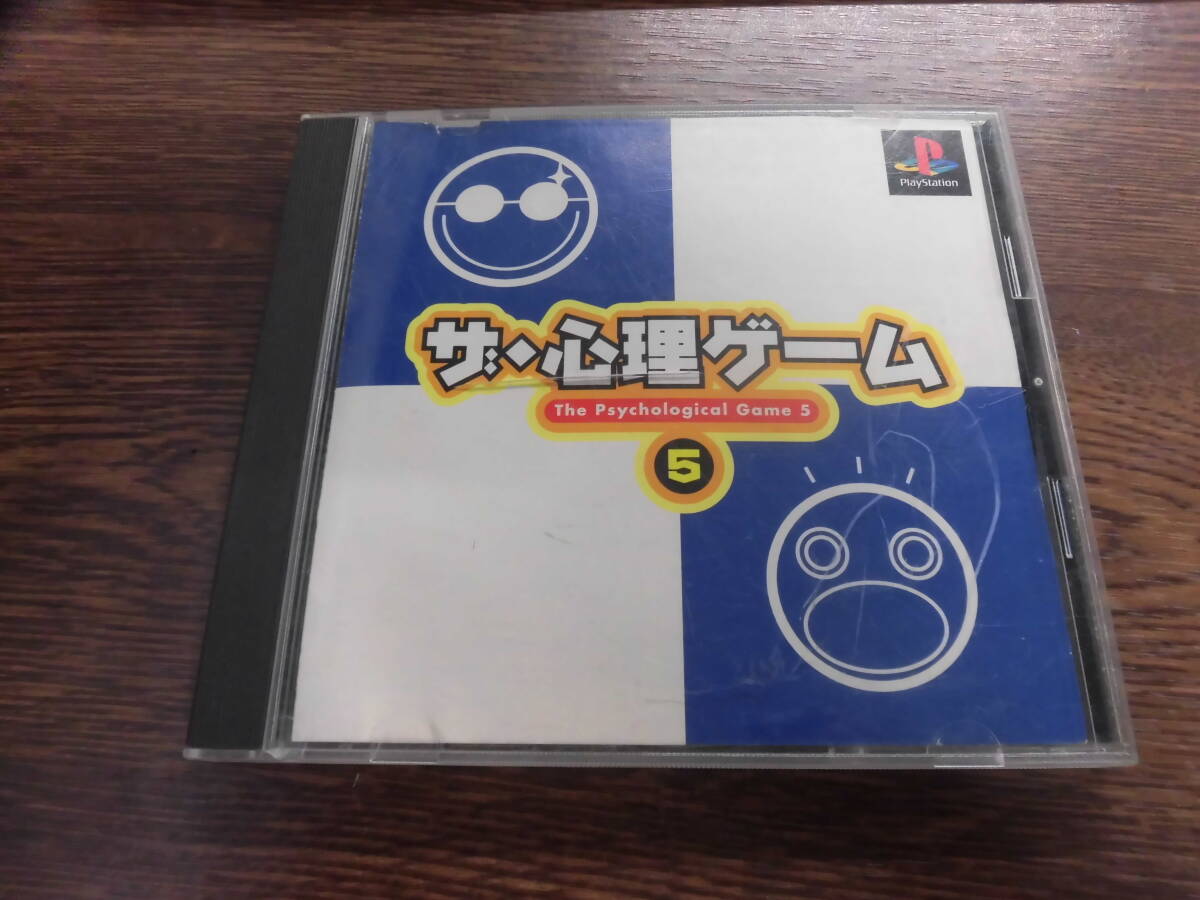 PlayStation
ザ・心理ゲーム
The Psychological Game 5
5